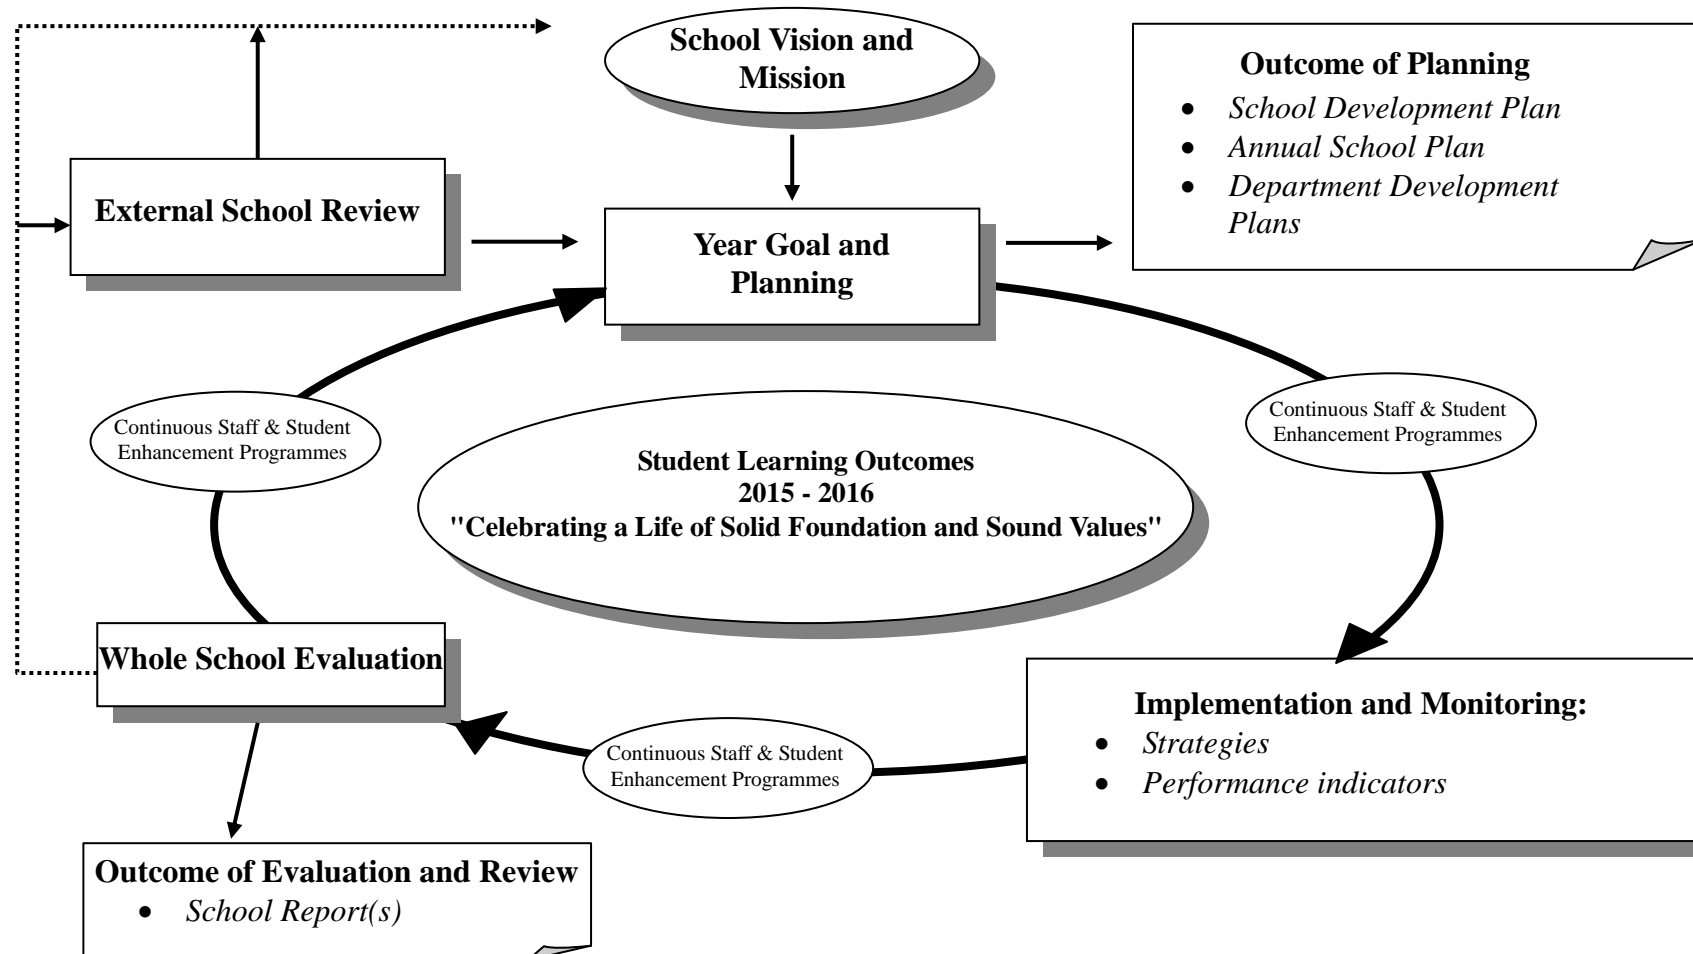 School Vision and
Mission
Outcome of Planning
• School Development Plan
• Annual School Plan
• Department Development
Plans
External School Review
Year Goal and
Planning
Continuous Staff & Student
Enhancement Programmes
Continuous Staff & Student
Enhancement Programmes
Student Learning Outcomes
2015 - 2016
"Celebrating a Life of Solid Foundation and Sound Values"
Whole School Evaluation
Implementation and Monitoring:
• Strategies
• Performance indicators
Continuous Staff & Student
Enhancement Programmes
Outcome of Evaluation and Review
• School Report(s)